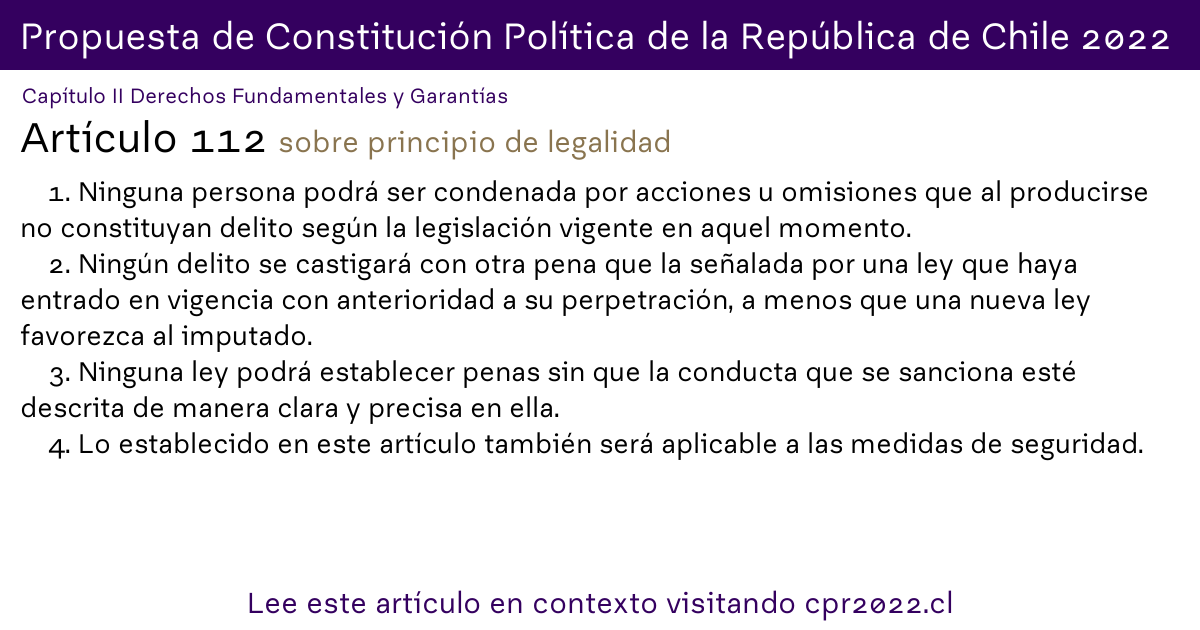 Propuesta de Constitución Política de la República de Chile 2022
Capítulo II Derechos Fundamentales y Garantías
Artículo 112 sobre principio de legalidad
1. Ninguna persona podrá ser condenada por acciones u omisiones que al producirse
no constituyan delito según la legislación vigente en aquel momento.
2. Ningún delito se castigará con otra pena que la señalada por una ley que haya
entrado en vigencia con anterioridad a su perpetración, a menos que una nueva ley
favorezca al imputado.
3. Ninguna ley podrá establecer penas sin que la conducta que se sanciona esté
descrita de manera clara y precisa en ella.
4. Lo establecido en este artículo también será aplicable a las medidas de seguridad.
Lee este artículo en contexto visitando cpr2022.cl